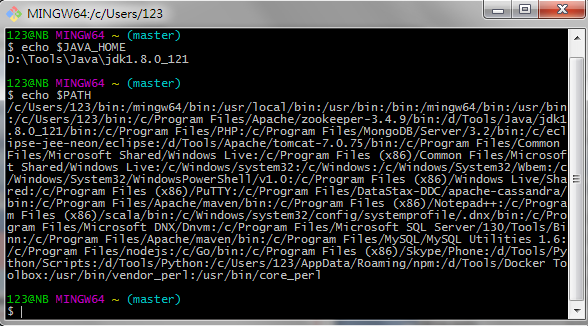 MINGW64:/c/Users/123
123@NB MINGW64 ~ (master)
$ echo $JAVA_HOME
D:\Tools\Java\jdk1.8.0_121
123@NB MINGW64 ~ (master)
$ echo $PATH
/c/Users/123/bin:/mingw64/bin:/usr/local/bin:/usr/bin:/bin:/mingw64/bin:/usr/bin
:/c/Users/123/bin:/c/Program Files/Apache/zookeeper-3.4.9/bin:/d/Tools/Java/jdk1
.8.0_121/bin:/c/Program Files/PHP:/c/Program Files/MongoDB/Server/3.2/bin:/c/ecl
ipse-jee-neon/eclipse:/d/Tools/Apache/tomcat-7.0.75/bin:/c/Program Files/Common
Files/Microsoft Shared/Windows Live:/c/Program Files (x86)/Common Files/Microsof
t Shared/Windows Live:/c/Windows/system32:/c/Windows:/c/Windows/System32/Wbem:/c
/Windows/System32/WindowsPowerShell/v1.0:/c/Program Files (x86)/Windows Live/Sha
red:/c/Program Files (x86)/PuTTY:/c/Program Files/DataStax-DDC/apache-cassandra/
bin:/c/Program Files/Apache/maven/bin:/c/Program Files (x86)/Notepad++:/c/Progra
m Files (x86)/scala/bin:/c/Windows/system32/config/systemprofile/.dnx/bin:/c/Pro
gram Files/Microsoft DNX/Dnvm:/c/Program Files/Microsoft SQL Server/130/Tools/Bi
nn:/c/Program Files/Apache/maven/bin:/c/Program Files/MySQL/MySQL Utilities 1.6:
/c/Program Files/nodejs:/c/Go/bin:/c/Program Files (x86)/Skype/Phone:/d/Tools/Py
thon/Scripts:/d/Tools/Python:/c/Users/123/AppData/Roaming/npm:/d/Tools/Docker To
olbox:/usr/bin/vendor_perl:/usr/bin/core_perl
123@NB MINGW64 ~ (master)
$